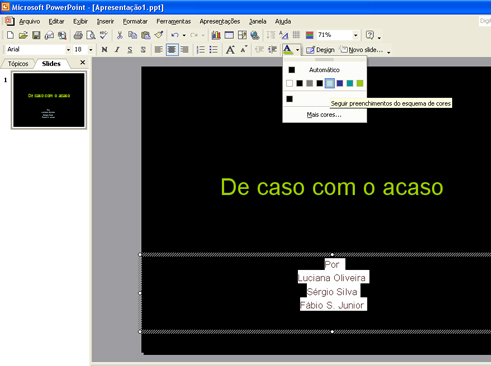 Microsoft PowerPoint - [Apresentação1.ppt]
Arquivo Editar Exibir Inserir Formatar Ferramentas Apresentações Janela Ajuda
71%
Arial 18 N I S S A A A Design Novo slide...
Tópicos Slides
Automático
1
De caso com o acaso
Seguir preenchimentos do esquema de cores
Mais cores...
De caso com o acaso
Por
Luciana Oliveira
Sérgio Silva
Fábio S. Junior